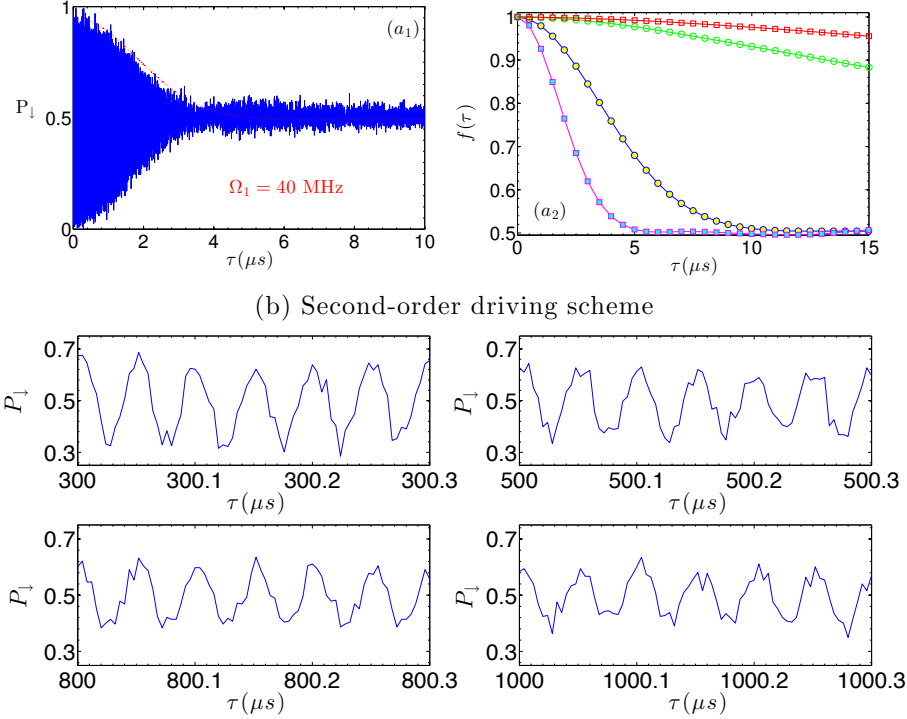 1
(a₁)
P↓ 0.5
Ω₁ = 40 MHz
0
0 2 4 6 8 10
τ(μs)
1
0.9
0.8
f(τ)
0.7
0.6
(a₂)
0.5
0 5 10 15
τ(μs)
(b) Second-order driving scheme
0.7
P↓ 0.5
0.3
300 300.1 300.2 300.3
τ(μs)
0.7
P↓ 0.5
0.3
500 500.1 500.2 500.3
τ(μs)
0.7
P↓ 0.5
0.3
800 800.1 800.2 800.3
τ(μs)
0.7
P↓ 0.5
0.3
1000 1000.1 1000.2 1000.3
τ(μs)